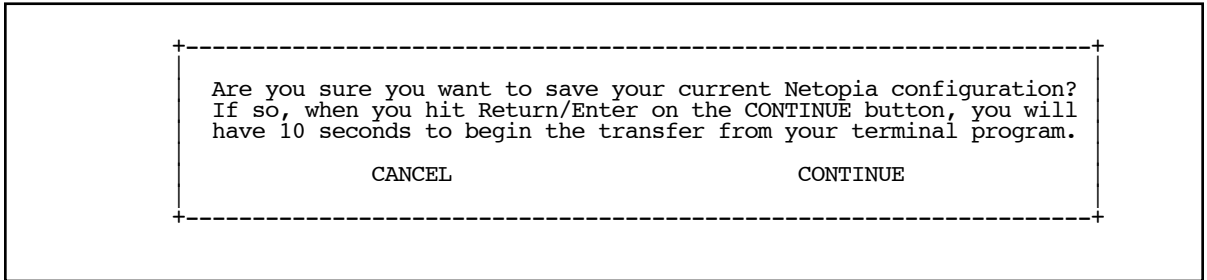 Are you sure you want to save your current Netopia configuration?
If so, when you hit Return/Enter on the CONTINUE button, you will
have 10 seconds to begin the transfer from your terminal program.
CANCEL CONTINUE